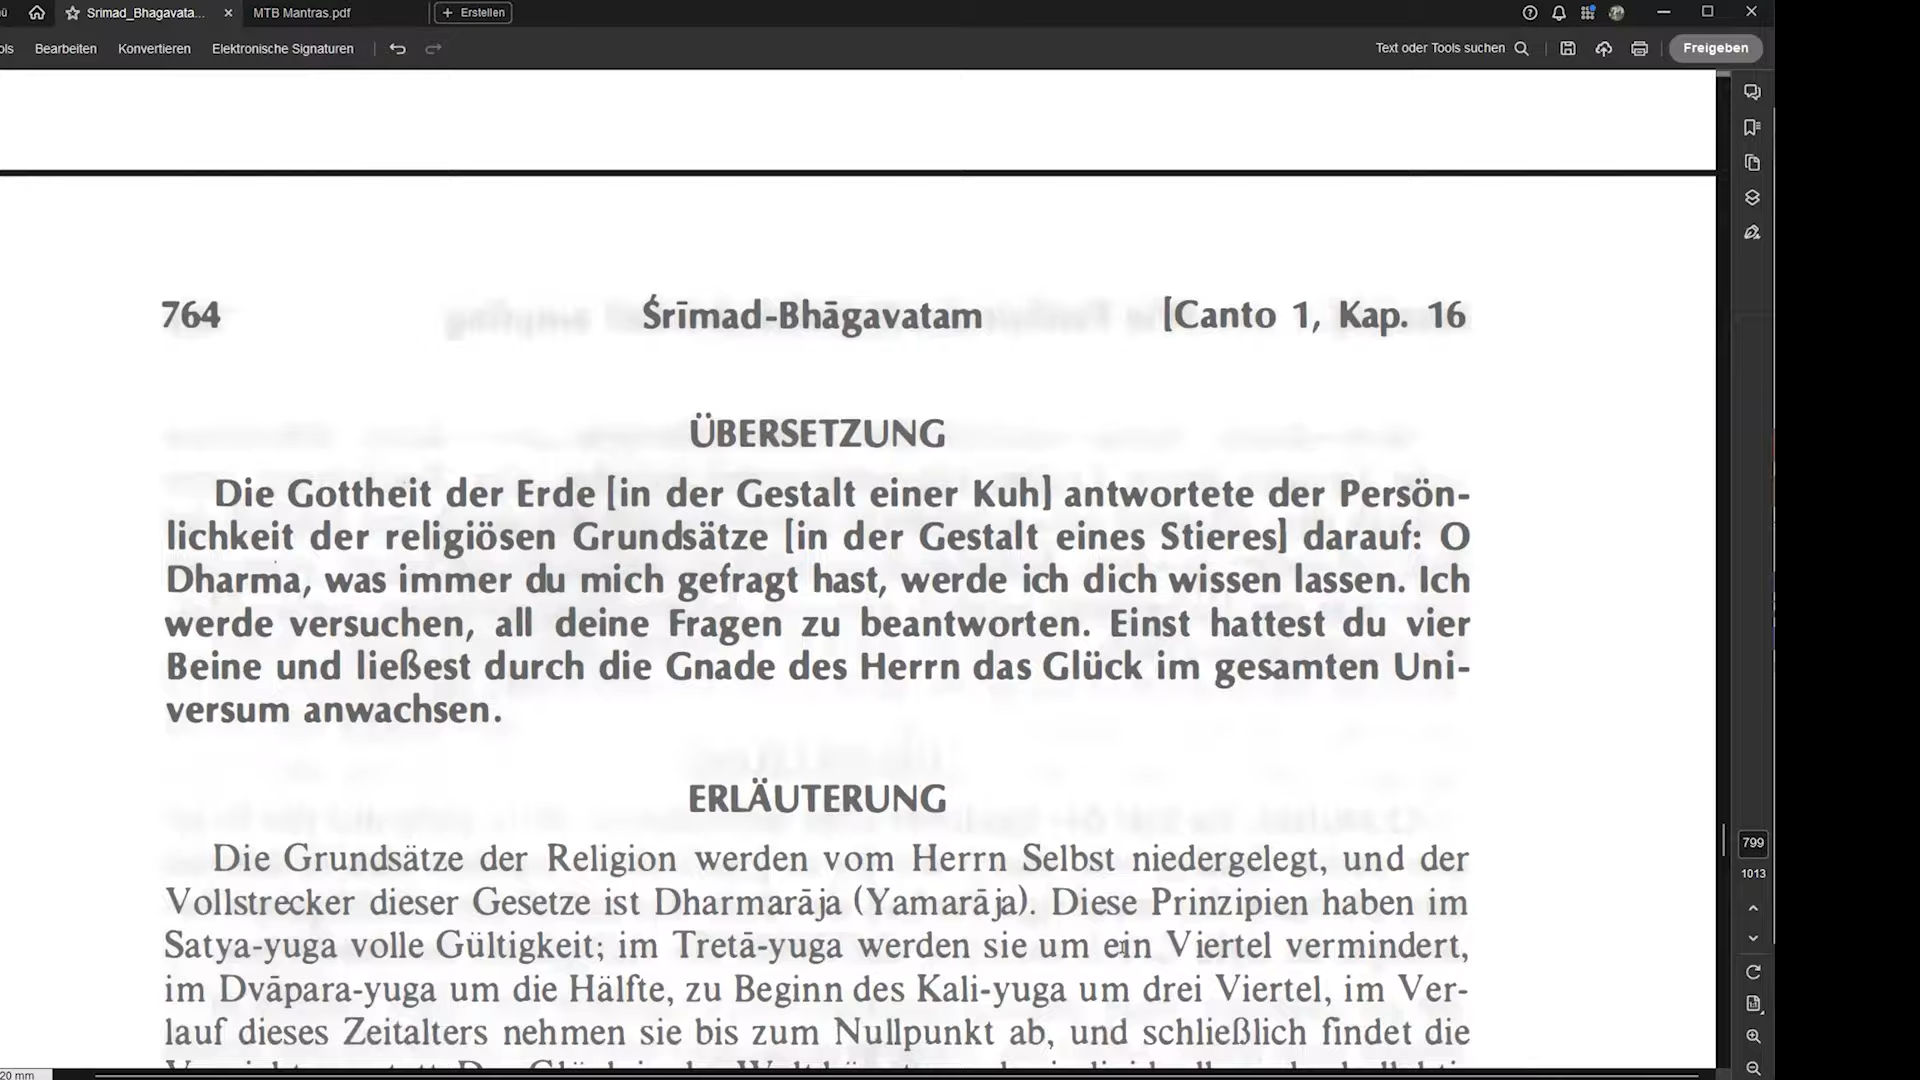 Srimad_Bhagavata...
MTB Mantras.pdf
Erstellen
Bearbeiten
Konvertieren
Elektronische Signaturen
Text oder Tools suchen
Freigeben
764
Śrīmad-Bhāgavatam
[Canto 1, Kap. 16
ÜBERSETZUNG
Die Gottheit der Erde [in der Gestalt einer Kuh] antwortete der Persön-
lichkeit der religiösen Grundsätze [in der Gestalt eines Stieres] darauf: O
Dharma, was immer du mich gefragt hast, werde ich dich wissen lassen. Ich
werde versuchen, all deine Fragen zu beantworten. Einst hattest du vier
Beine und ließest durch die Gnade des Herrn das Glück im gesamten Uni-
versum anwachsen.
ERLÄUTERUNG
Die Grundsätze der Religion werden vom Herrn Selbst niedergelegt, und der
Vollstrecker dieser Gesetze ist Dharmarāja (Yamarāja). Diese Prinzipien haben im
Satya-yuga volle Gültigkeit; im Tretā-yuga werden sie um ein Viertel vermindert,
im Dvāpara-yuga um die Hälfte, zu Beginn des Kali-yuga um drei Viertel, im Ver-
lauf dieses Zeitalters nehmen sie bis zum Nullpunkt ab, und schließlich findet die
799
1013
20 mm